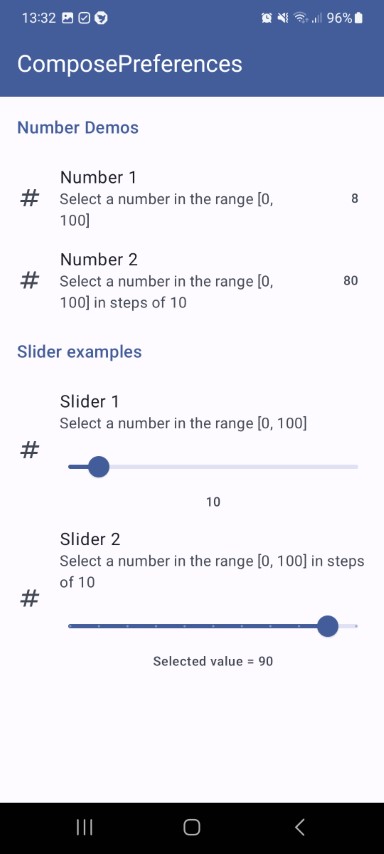 13:32 96%
ComposePreferences
Number Demos
# Number 1
Select a number in the range [0,
100]
8
# Number 2
Select a number in the range [0,
100] in steps of 10
80
Slider examples
# Slider 1
Select a number in the range [0, 100]
10
# Slider 2
Select a number in the range [0, 100] in steps
of 10
Selected value = 90